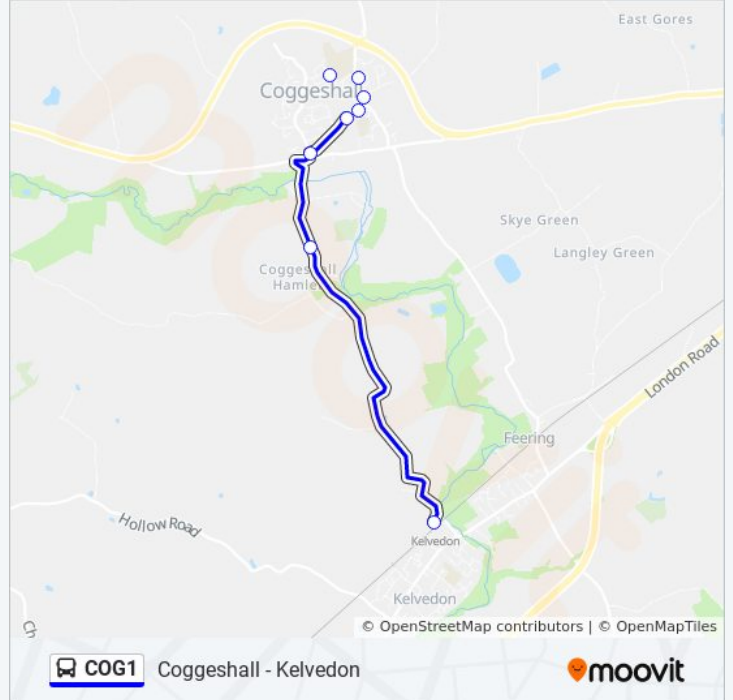 East Gores
Coggeshall
Skye Green
Langley Green
Coggeshall
Hamlet
London Road
Feering
Hollow Road
Kelvedon
Kelvedon
Ch
© OpenStreetMap contributors | © OpenMapTiles
COG1 Coggeshall - Kelvedon
moovit